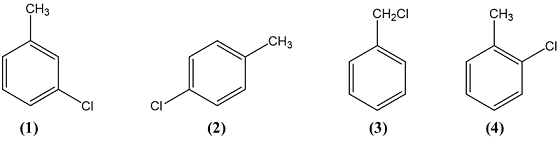 CH3
Cl
(1)
CH3
Cl
(2)
CH2Cl
(3)
CH3
Cl
(4)